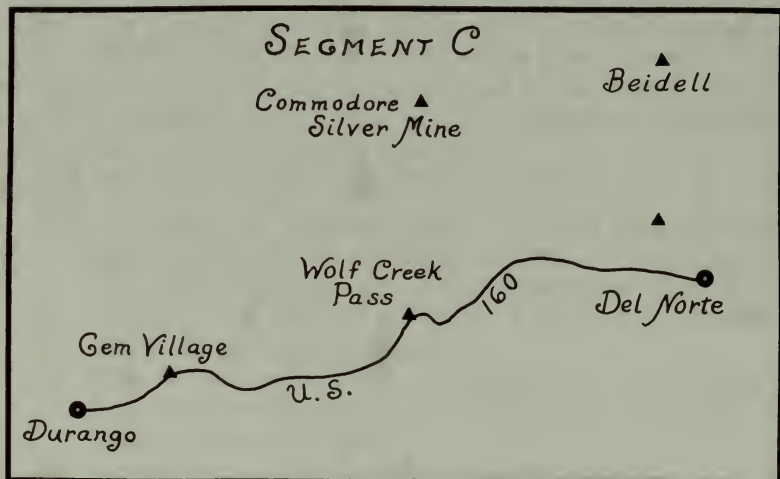 SEGMENT C
Commodore
Silver Mine
Beidell
Wolf Creek
Pass
160
Del Norte
Gem Village
U.S.
Durango